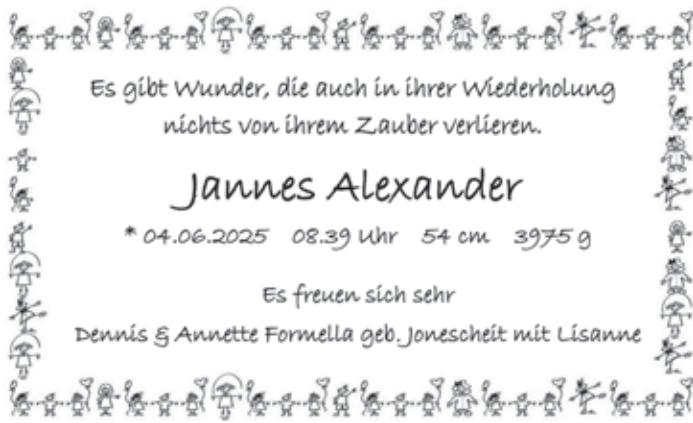 Es gibt Wunder, die auch in ihrer Wiederholung
nichts von ihrem Zauber verlieren.
Jannes Alexander
* 04.06.2025 08.39 Uhr 54 cm 3975 g
Es freuen sich sehr
Dennis & Annette Formella geb. Jonescheit mit Lisanne